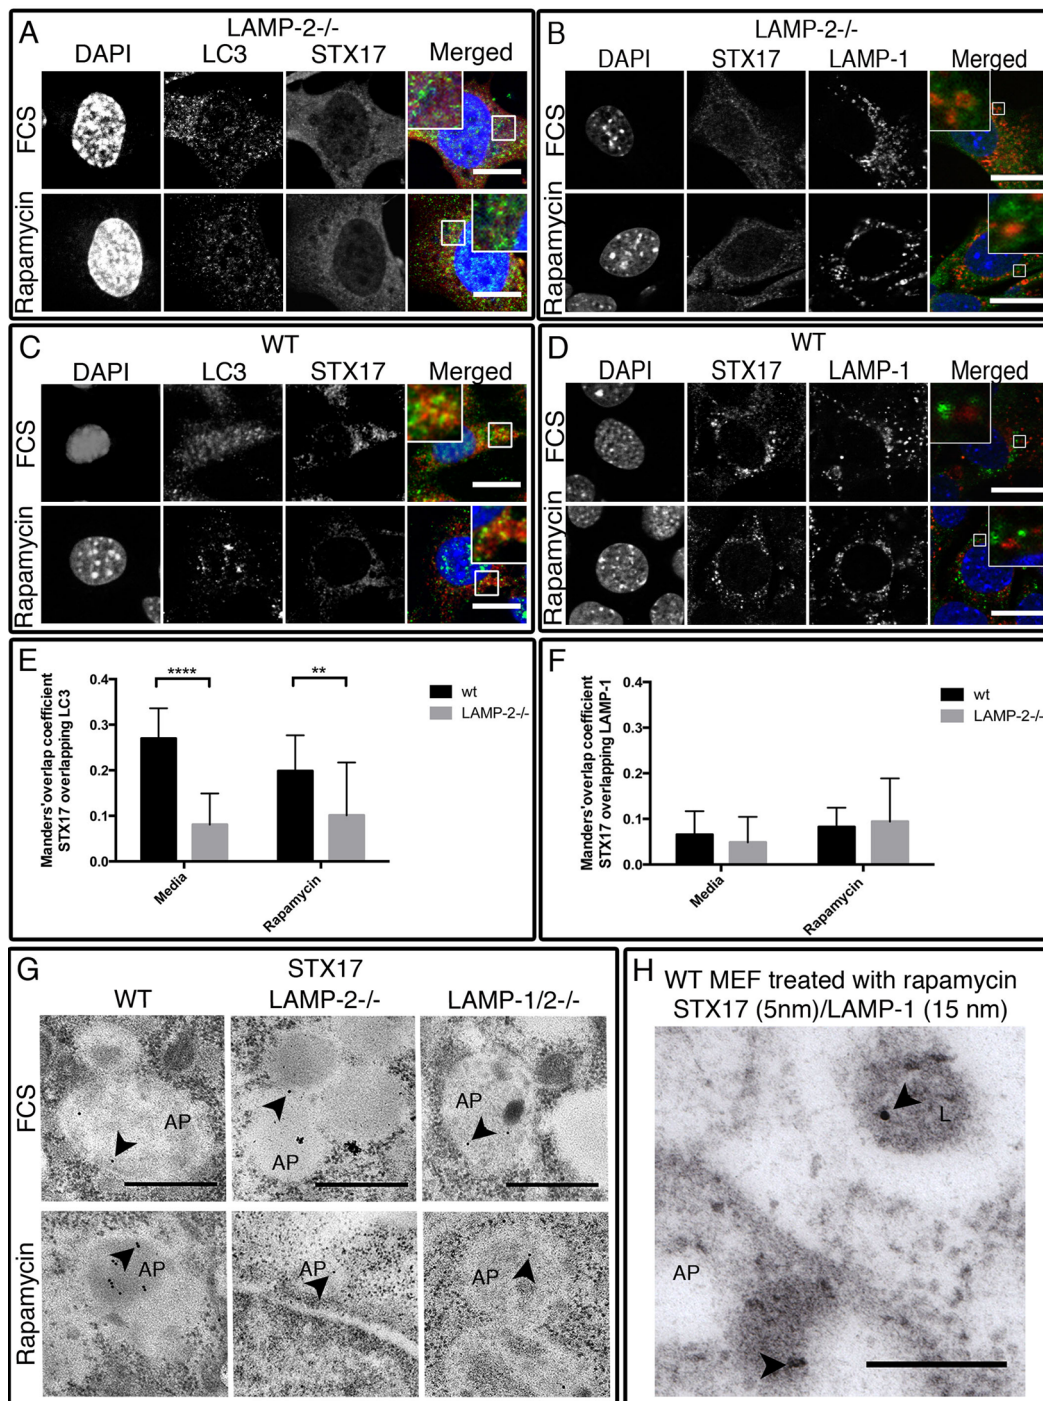 A
LAMP-2-/-
DAPI LC3 STX17 Merged
FCS
Rapamycin
B
LAMP-2-/-
DAPI STX17 LAMP-1 Merged
FCS
Rapamycin
C
WT
DAPI LC3 STX17 Merged
FCS
Rapamycin
D
WT
DAPI STX17 LAMP-1 Merged
FCS
Rapamycin
E
Manders'overlap coefficient
STX17 overlapping LC3
0.4
0.3
0.2
0.1
0.0
**** **
wt
LAMP-2-/-
Media
Rapamycin
F
Manders'overlap coefficient
STX17 overlapping LAMP-1
0.4
0.3
0.2
0.1
0.0
wt
LAMP-2-/-
Media
Rapamycin
G
STX17
WT LAMP-2-/- LAMP-1/2-/-
FCS
AP
AP
AP
Rapamycin
AP
AP
AP
H
WT MEF treated with rapamycin
STX17 (5nm)/LAMP-1 (15 nm)
L
AP